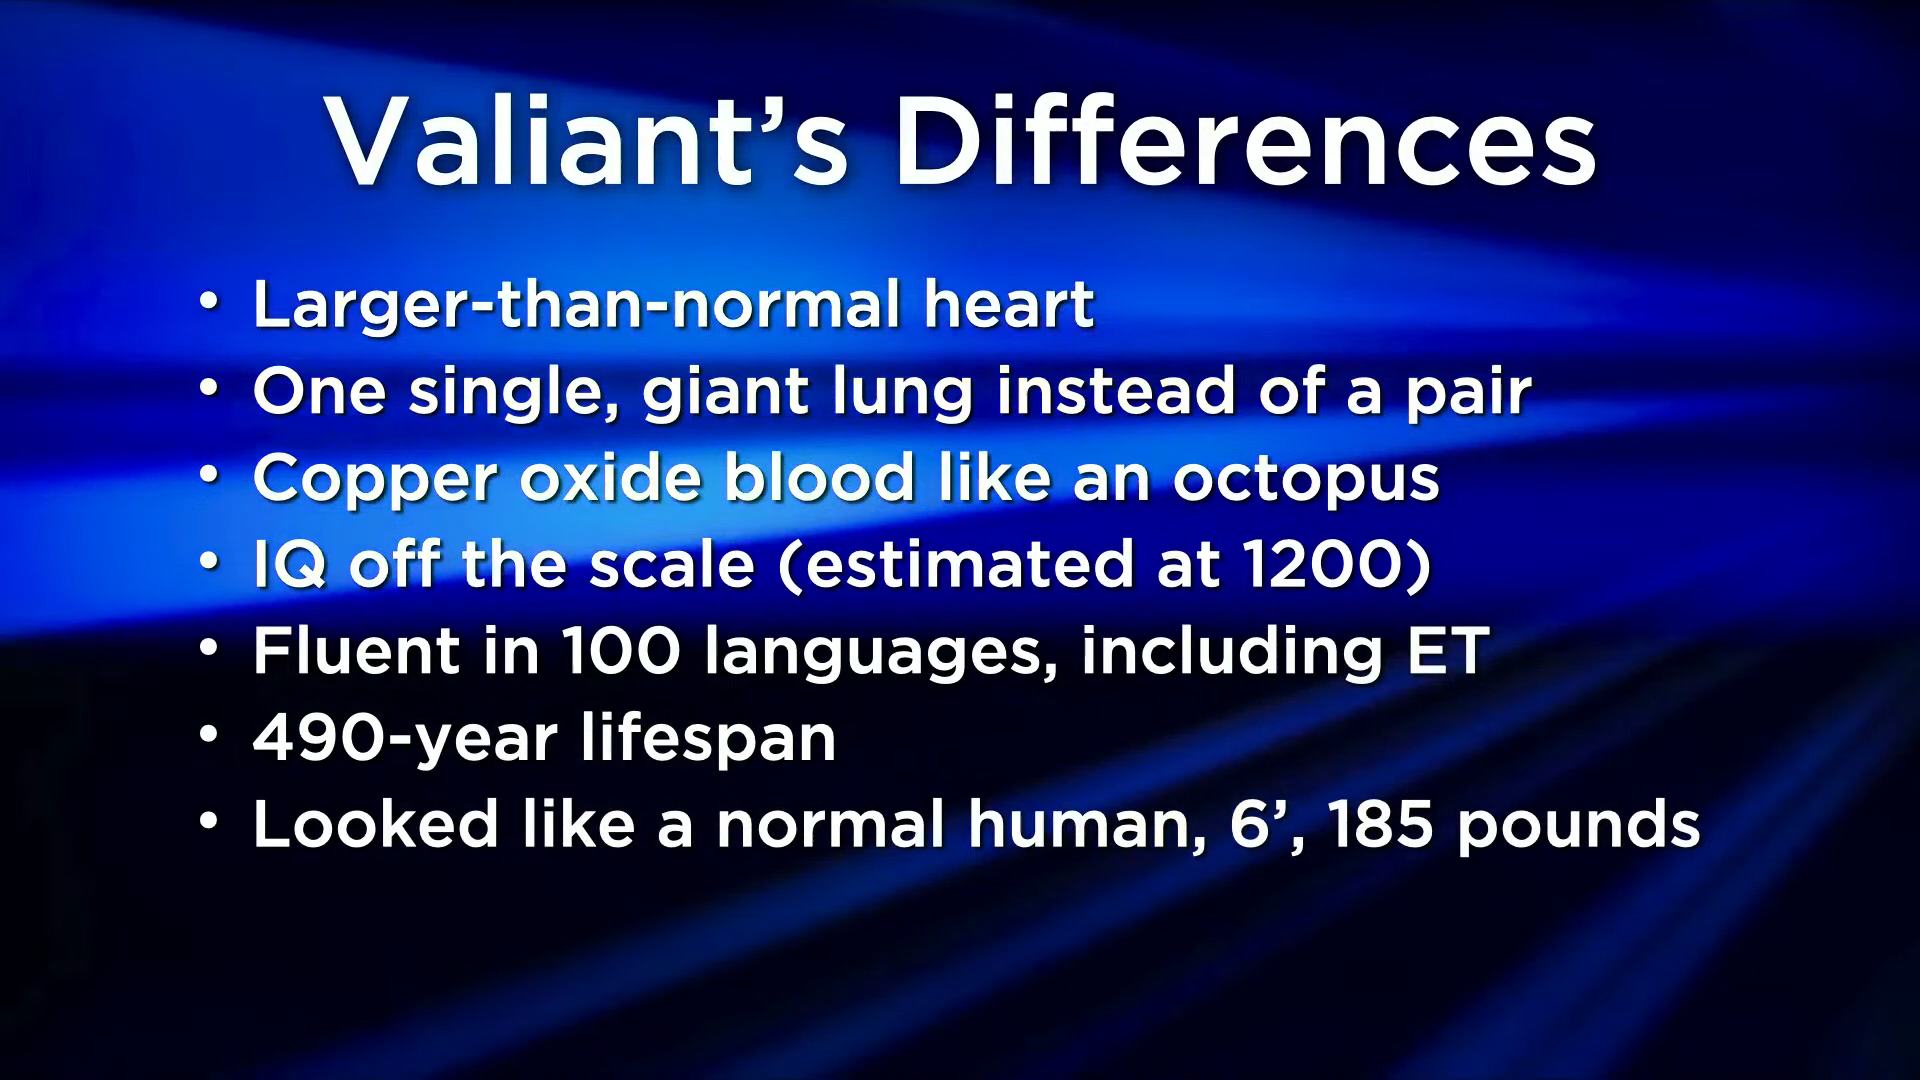 Valiant’s Differences
• Larger-than-normal heart
• One single, giant lung instead of a pair
• Copper oxide blood like an octopus
• IQ off the scale (estimated at 1200)
• Fluent in 100 languages, including ET
• 490-year lifespan
• Looked like a normal human, 6’, 185 pounds